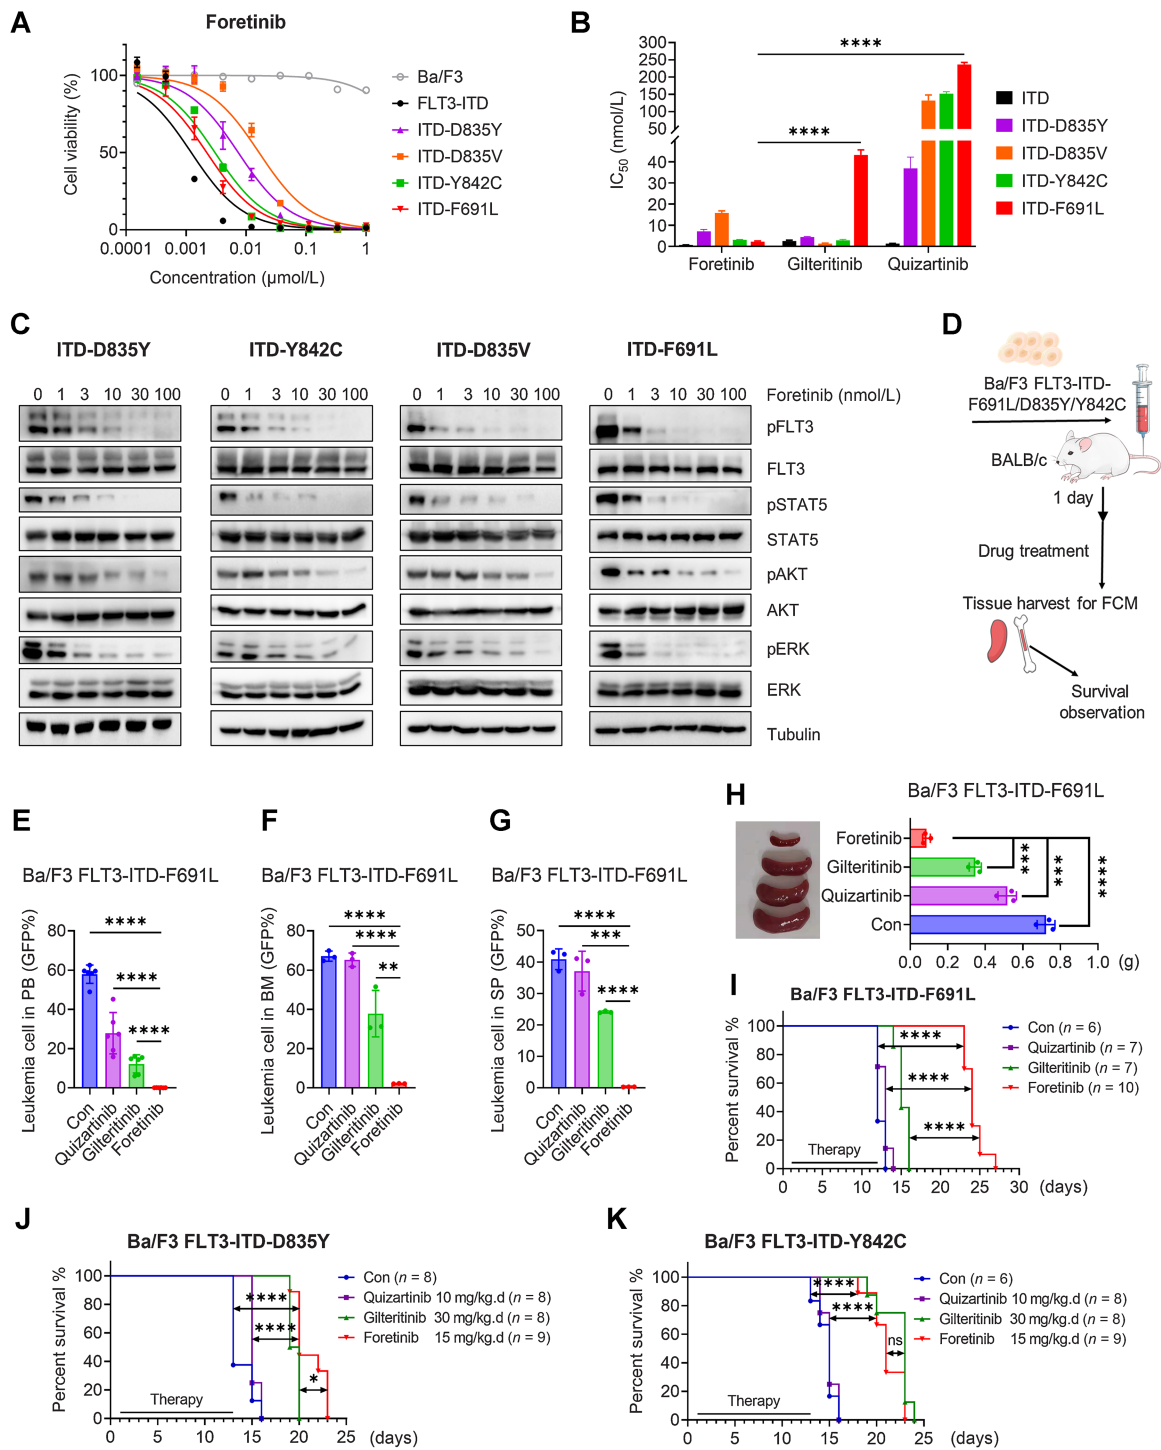 A
Foretinib
Cell viability (%)
100
50
0
0.0001
0.001
0.01
0.1
1
Concentration (µmol/L)
Ba/F3
FLT3-ITD
ITD-D835Y
ITD-D835V
ITD-Y842C
ITD-F691L
B
IC50 (nmol/L)
300
250
200
150
100
50
40
30
20
10
0
****
****
Foretinib
Gilteritinib
Quizartinib
ITD
ITD-D835Y
ITD-D835V
ITD-Y842C
ITD-F691L
C
ITD-D835Y
ITD-Y842C
ITD-D835V
ITD-F691L
0 1 3 10 30 100
0 1 3 10 30 100
0 1 3 10 30 100
0 1 3 10 30 100
Foretinib (nmol/L)
pFLT3
FLT3
pSTAT5
STAT5
pAKT
AKT
pERK
ERK
Tubulin
D
Ba/F3 FLT3-ITD-
F691L/D835Y/Y842C
BALB/c
1 day
Drug treatment
Tissue harvest for FCM
Survival
observation
E
Ba/F3 FLT3-ITD-F691L
Leukemia cell in PB (GFP%)
80
60
40
20
0
****
****
****
Con
Quizartinib
Gilteritinib
Foretinib
F
Ba/F3 FLT3-ITD-F691L
Leukemia cell in BM (GFP%)
80
60
40
20
0
****
****
**
Con
Quizartinib
Gilteritinib
Foretinib
G
Ba/F3 FLT3-ITD-F691L
Leukemia cell in SP (GFP%)
50
40
30
20
10
0
****
***
****
Con
Quizartinib
Gilteritinib
Foretinib
H
Ba/F3 FLT3-ITD-F691L
Foretinib
Gilteritinib
Quizartinib
Con
****
***
****
0.0 0.2 0.4 0.6 0.8 1.0 (g)
I
Ba/F3 FLT3-ITD-F691L
Percent survival %
100
80
60
40
20
0
****
****
****
Therapy
0 5 10 15 20 25 30 (days)
Con (n = 6)
Quizartinib (n = 7)
Gilteritinib (n = 7)
Foretinib (n = 10)
J
Ba/F3 FLT3-ITD-D835Y
Percent survival %
100
80
60
40
20
0
****
****
*
Therapy
0 5 10 15 20 25 (days)
Con (n = 8)
Quizartinib 10 mg/kg.d (n = 8)
Gilteritinib 30 mg/kg.d (n = 8)
Foretinib 15 mg/kg.d (n = 9)
K
Ba/F3 FLT3-ITD-Y842C
Percent survival %
100
80
60
40
20
0
****
****
ns
Therapy
0 5 10 15 20 25 (days)
Con (n = 6)
Quizartinib 10 mg/kg.d (n = 8)
Gilteritinib 30 mg/kg.d (n = 8)
Foretinib 15 mg/kg.d (n = 9)